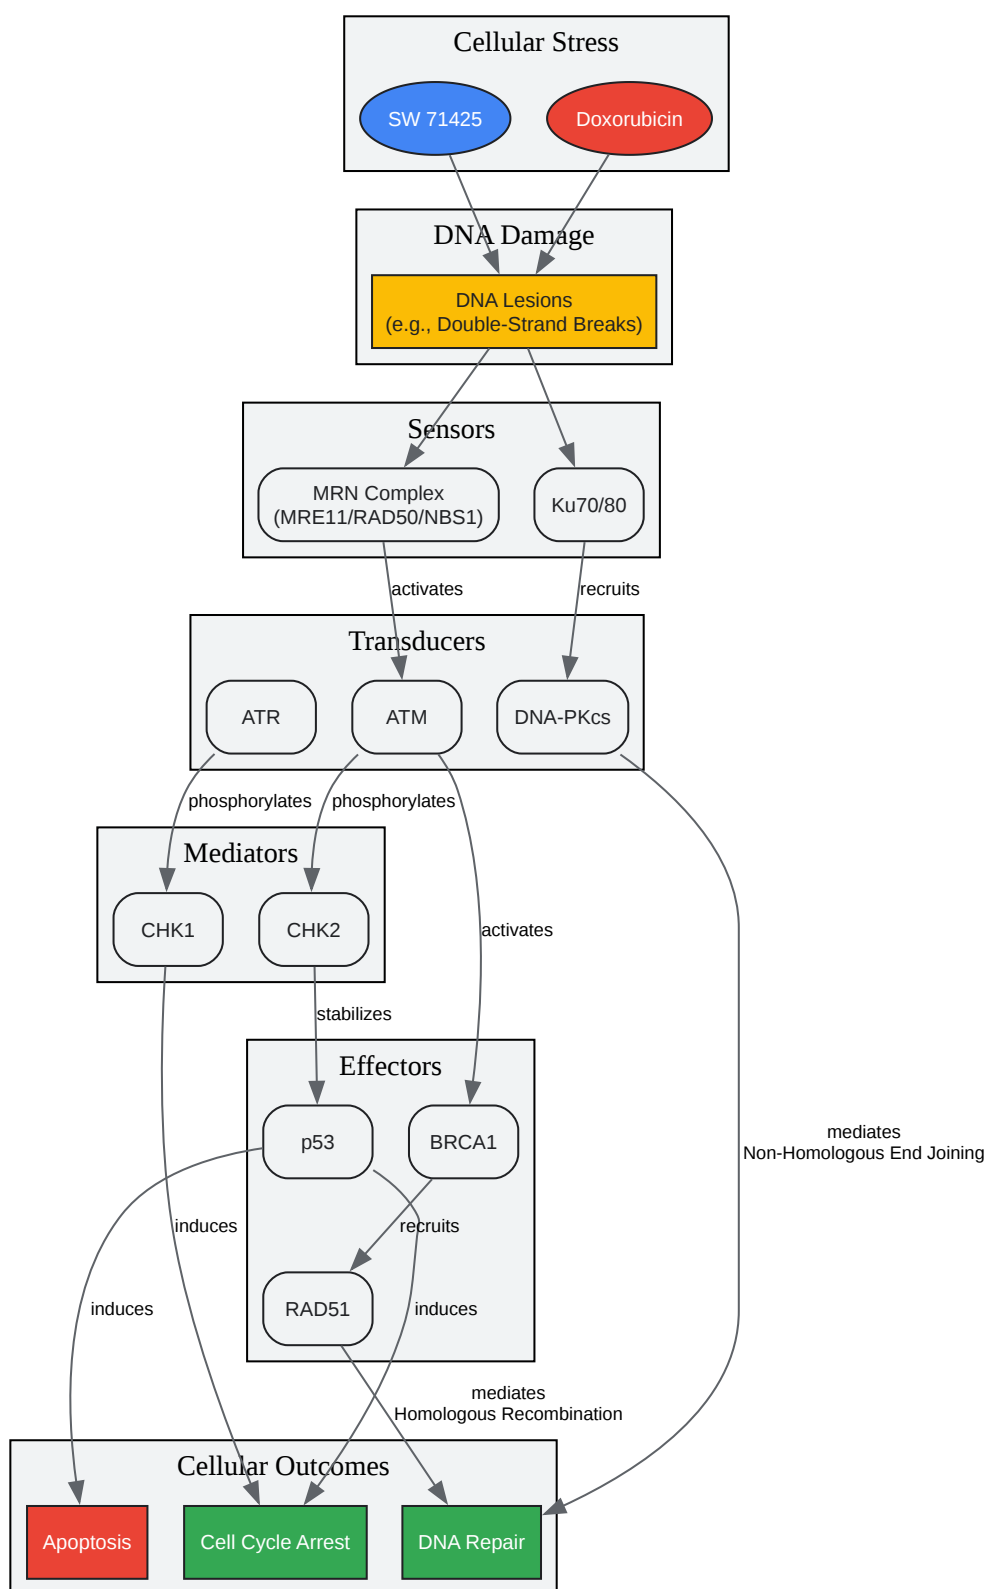 Cellular Stress
SW 71425
Doxorubicin
DNA Damage
DNA Lesions
(e.g., Double-Strand Breaks)
Sensors
MRN Complex
(MRE11/RAD50/NBS1)
Ku70/80
activates
recruits
Transducers
ATR
ATM
DNA-PKcs
phosphorylates
phosphorylates
Mediators
CHK1
CHK2
activates
stabilizes
Effectors
p53
BRCA1
mediates
Non-Homologous End Joining
induces
recruits
RAD51
induces
induces
mediates
Homologous Recombination
Cellular Outcomes
Apoptosis
Cell Cycle Arrest
DNA Repair